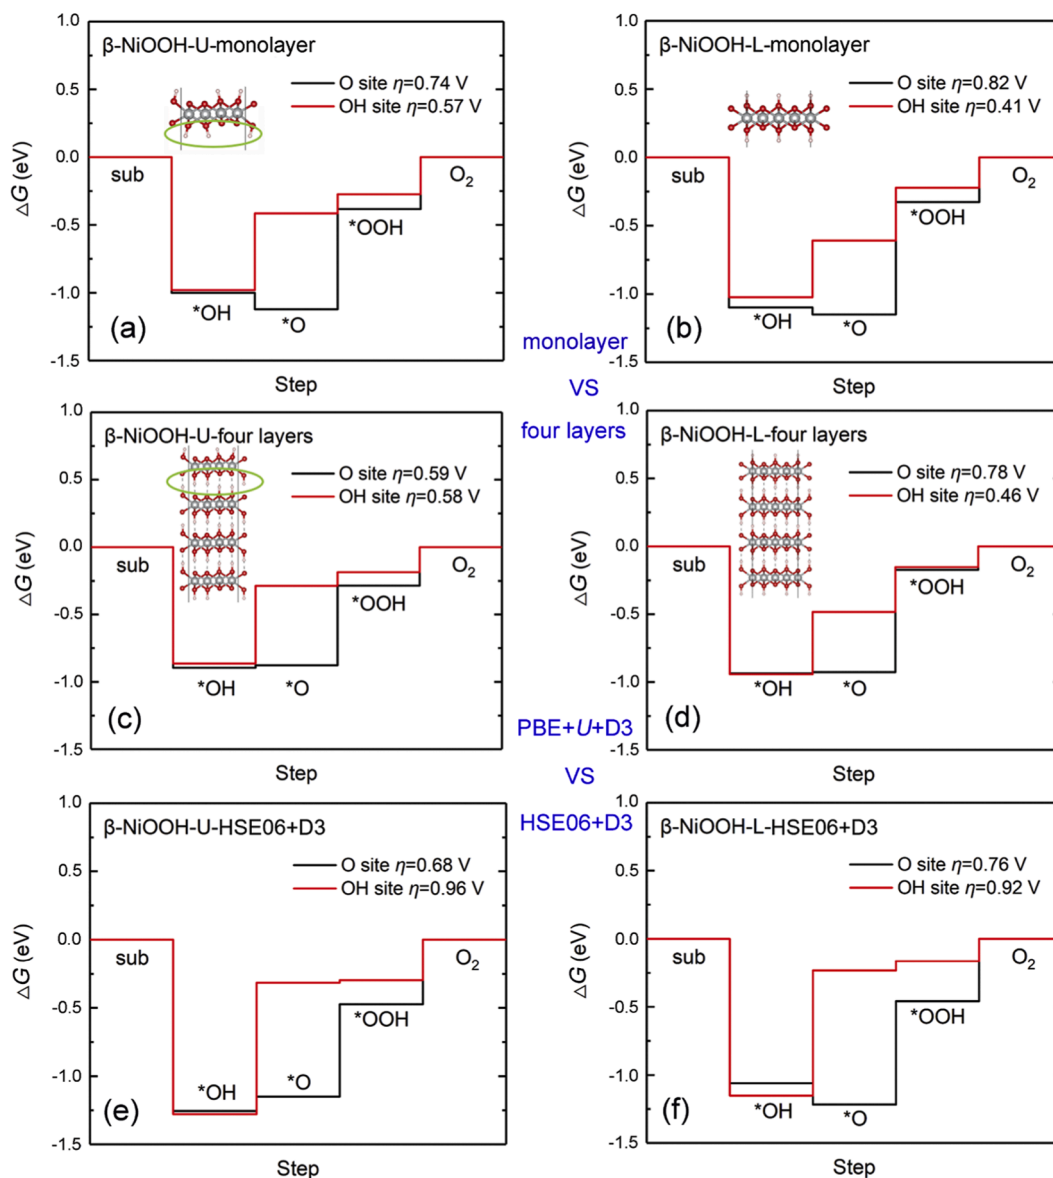 β-NiOOH-U-monolayer
O site η=0.74 V
OH site η=0.57 V
1.0
0.5
0.0
-0.5
-1.0
-1.5
ΔG (eV)
sub
*OH
*O
*OOH
O2
(a)
Step
β-NiOOH-L-monolayer
O site η=0.82 V
OH site η=0.41 V
1.0
0.5
0.0
-0.5
-1.0
-1.5
ΔG (eV)
sub
*OH
*O
*OOH
O2
(b)
Step
monolayer
VS
four layers
β-NiOOH-U-four layers
O site η=0.59 V
OH site η=0.58 V
1.0
0.5
0.0
-0.5
-1.0
-1.5
ΔG (eV)
sub
*OH
*O
*OOH
O2
(c)
Step
β-NiOOH-L-four layers
O site η=0.78 V
OH site η=0.46 V
1.0
0.5
0.0
-0.5
-1.0
-1.5
ΔG (eV)
sub
*OH
*O
*OOH
O2
(d)
Step
PBE+U+D3
VS
HSE06+D3
β-NiOOH-U-HSE06+D3
O site η=0.68 V
OH site η=0.96 V
1.0
0.5
0.0
-0.5
-1.0
-1.5
ΔG (eV)
sub
*OH
*O
*OOH
O2
(e)
Step
β-NiOOH-L-HSE06+D3
O site η=0.76 V
OH site η=0.92 V
1.0
0.5
0.0
-0.5
-1.0
-1.5
ΔG (eV)
sub
*OH
*O
*OOH
O2
(f)
Step